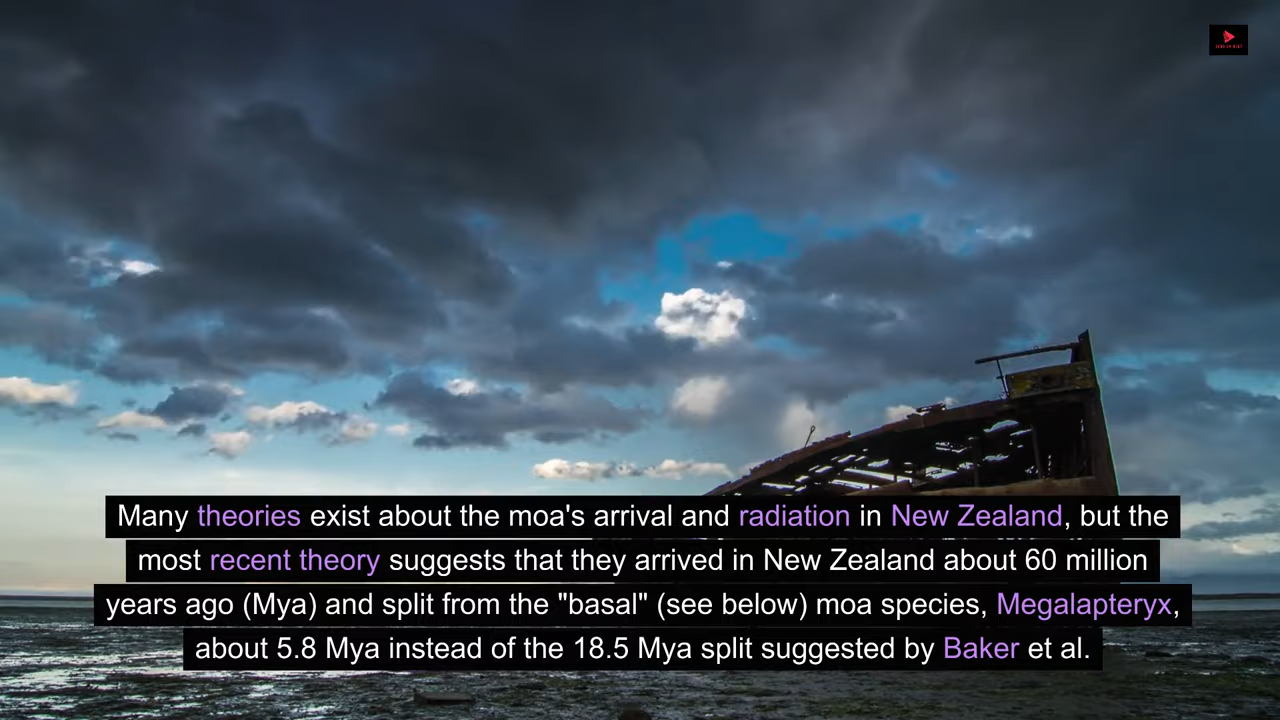 Many theories exist about the moa's arrival and radiation in New Zealand, but the
most recent theory suggests that they arrived in New Zealand about 60 million
years ago (Mya) and split from the "basal" (see below) moa species, Megalapteryx,
about 5.8 Mya instead of the 18.5 Mya split suggested by Baker et al.